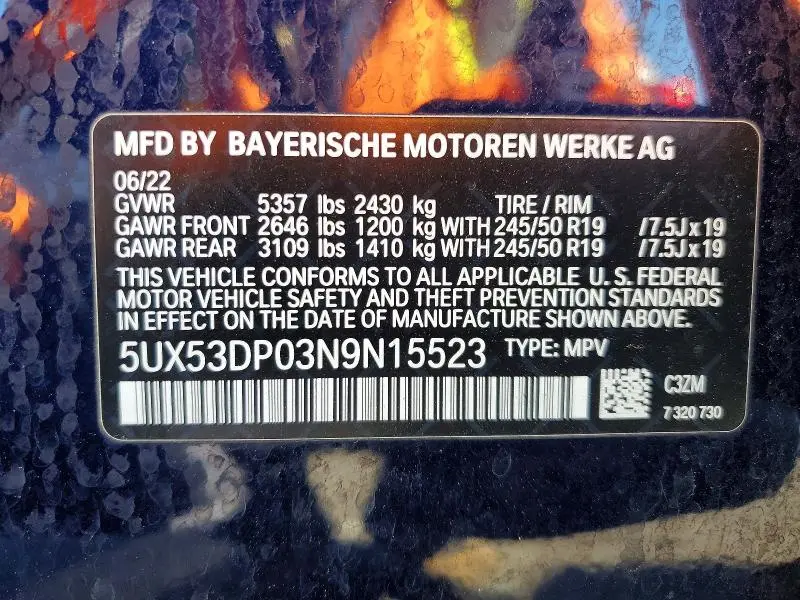 MFD BY BAYERISCHE MOTOREN WERKE AG
06/22
GVWR 5357 lbs 2430 kg TIRE / RIM
GAWR FRONT 2646 lbs 1200 kg WITH 245/50 R19 /7.5J x 19
GAWR REAR 3109 lbs 1410 kg WITH 245/50 R19 /7.5J x 19
THIS VEHICLE CONFORMS TO ALL APPLICABLE U. S. FEDERAL
MOTOR VEHICLE SAFETY AND THEFT PREVENTION STANDARDS
IN EFFECT ON THE DATE OF MANUFACTURE SHOWN ABOVE.
5UX53DP03N9N15523 TYPE: MPV
C3ZM
7 320 730